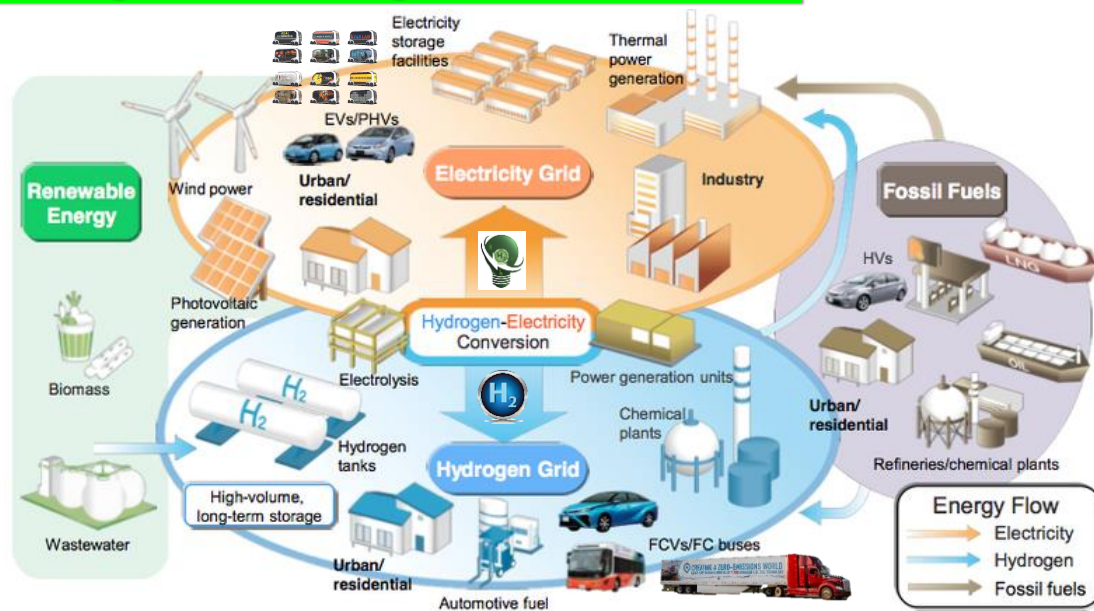 Electricity
storage
facilities
Thermal
power
generation
EVs/PHVs
Wind power
Urban/
residential
Electricity Grid
Industry
Renewable
Energy
Fossil Fuels
LNG
HVs
Photovoltaic
generation
Hydrogen-Electricity
Conversion
Electrolysis
Power generation units
OIL
Biomass
H2
H2
H2
Hydrogen
tanks
Chemical
plants
Urban/
residential
Hydrogen Grid
Refineries/chemical plants
High-volume,
long-term storage
Wastewater
Urban/
residential
Automotive fuel
FCVs/FC buses
CREATING A ZERO-EMISSIONS WORLD
Energy Flow
Electricity
Hydrogen
Fossil fuels